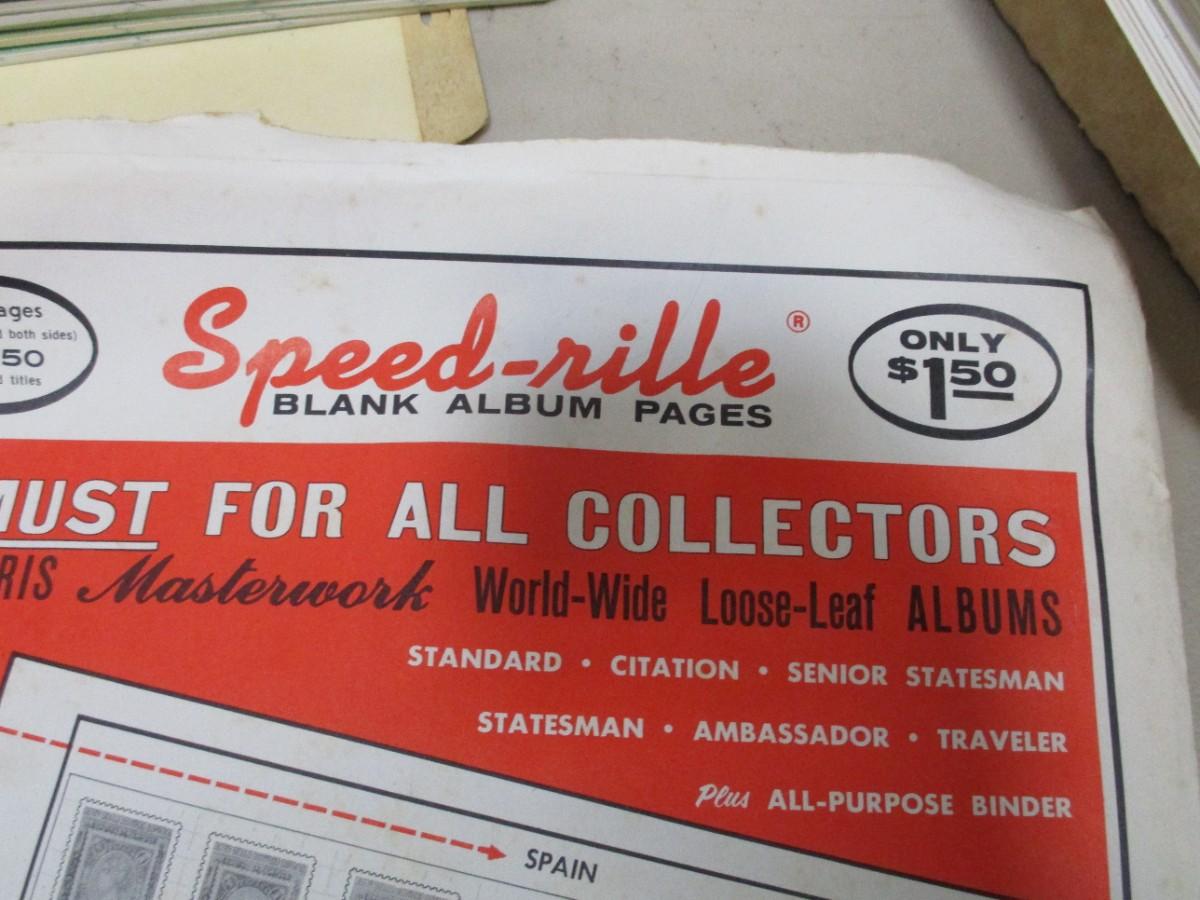 ages
both sides)
50
titles
Speed-rille ®
BLANK ALBUM PAGES
ONLY
$1.50
MUST FOR ALL COLLECTORS
RIS Masterwork World-Wide Loose-Leaf ALBUMS
STANDARD • CITATION • SENIOR STATESMAN
STATESMAN • AMBASSADOR • TRAVELER
Plus ALL-PURPOSE BINDER
SPAIN